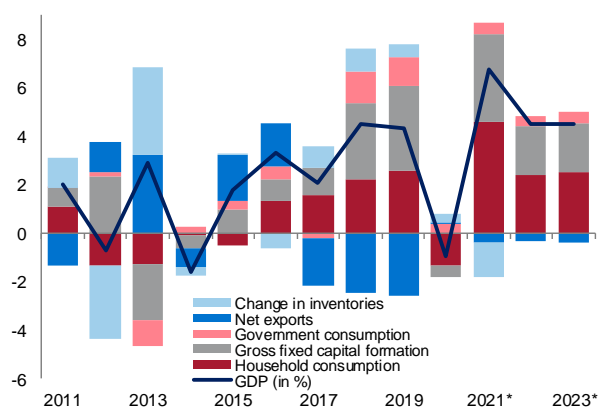 8
6
4
2
0
-2
-4
-6
Change in inventories
Net exports
Government consumption
Gross fixed capital formation
Household consumption
GDP (in %)
2011 2013 2015 2017 2019 2021* 2023*